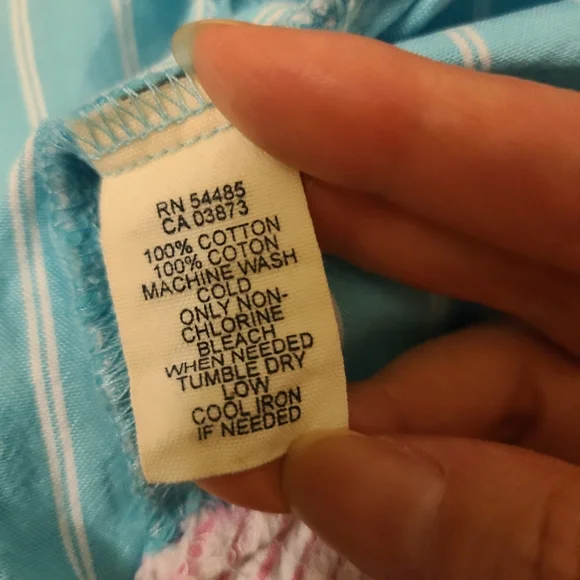 RN 54485
CA 03873
100% COTTON
100% COTON
MACHINE WASH
COLD
ONLY NON-
CHLORINE
BLEACH
WHEN NEEDED
TUMBLE DRY
LOW
COOL IRON
IF NEEDED